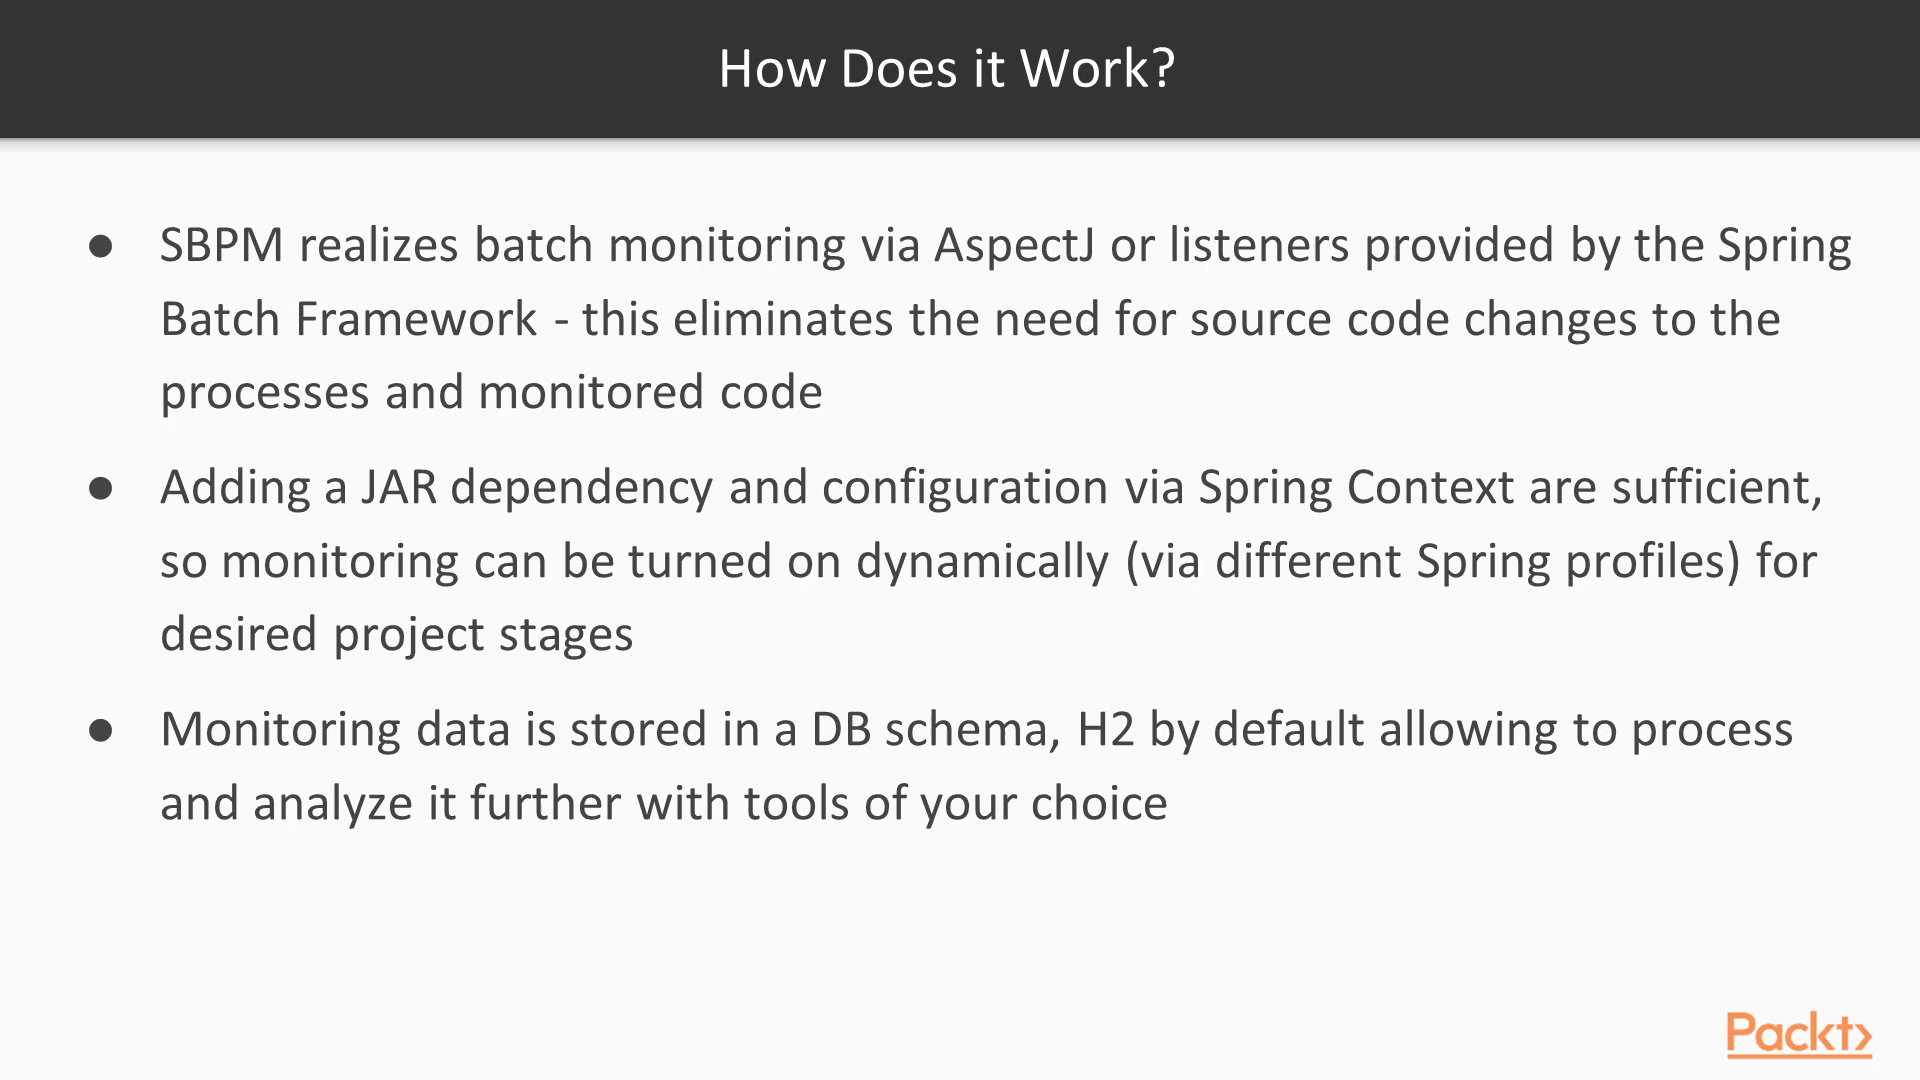 How Does it Work?
● SBPM realizes batch monitoring via AspectJ or listeners provided by the Spring
Batch Framework - this eliminates the need for source code changes to the
processes and monitored code
● Adding a JAR dependency and configuration via Spring Context are sufficient,
so monitoring can be turned on dynamically (via different Spring profiles) for
desired project stages
● Monitoring data is stored in a DB schema, H2 by default allowing to process
and analyze it further with tools of your choice
Packt>